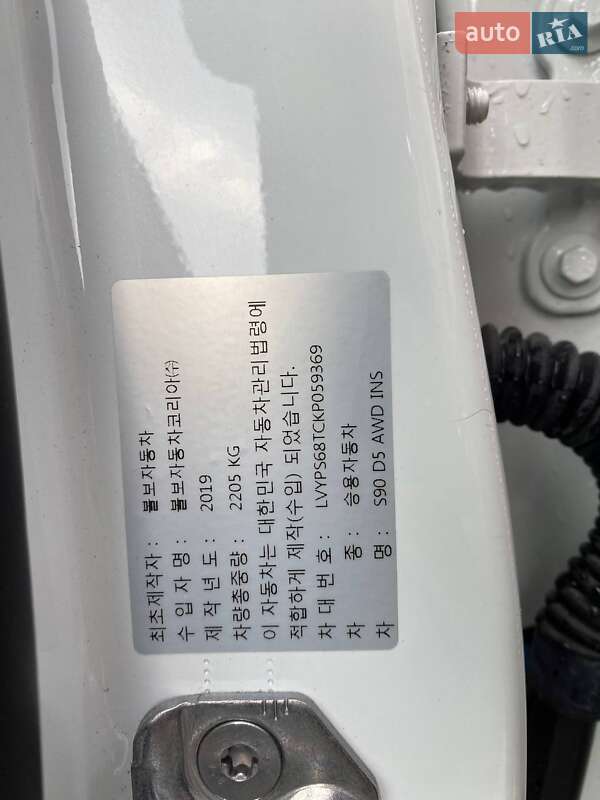 auto RIA.com
최초제작자 : 볼보자동차
수 입 자 명 : 볼보자동차코리아㈜
제 작 년 도 : 2019
차량총중량 : 2205 KG
이 자동차는 대한민국 자동차관리법령에
적합하게 제작(수입) 되었습니다.
차 대 번 호 : LVYPS68TCKP059369
차 종 : 승용자동차
차 명 : S90 D5 AWD INS